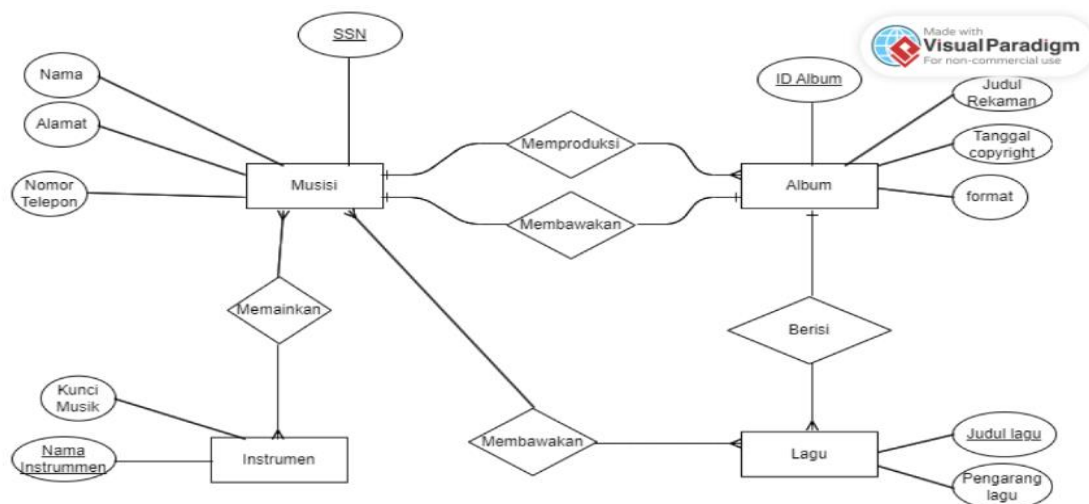 SSN
Made with
Visual Paradigm
For non-commercial use
Nama
ID Album
Judul
Rekaman
Alamat
Memproduksi
Tanggal
copyright
Nomor
Telepon
Musisi
Album
format
Membawakan
Memainkan
Berisi
Kunci
Musik
Nama
Instrummen
Instrumen
Membawakan
Lagu
Judul lagu
Pengarang
lagu